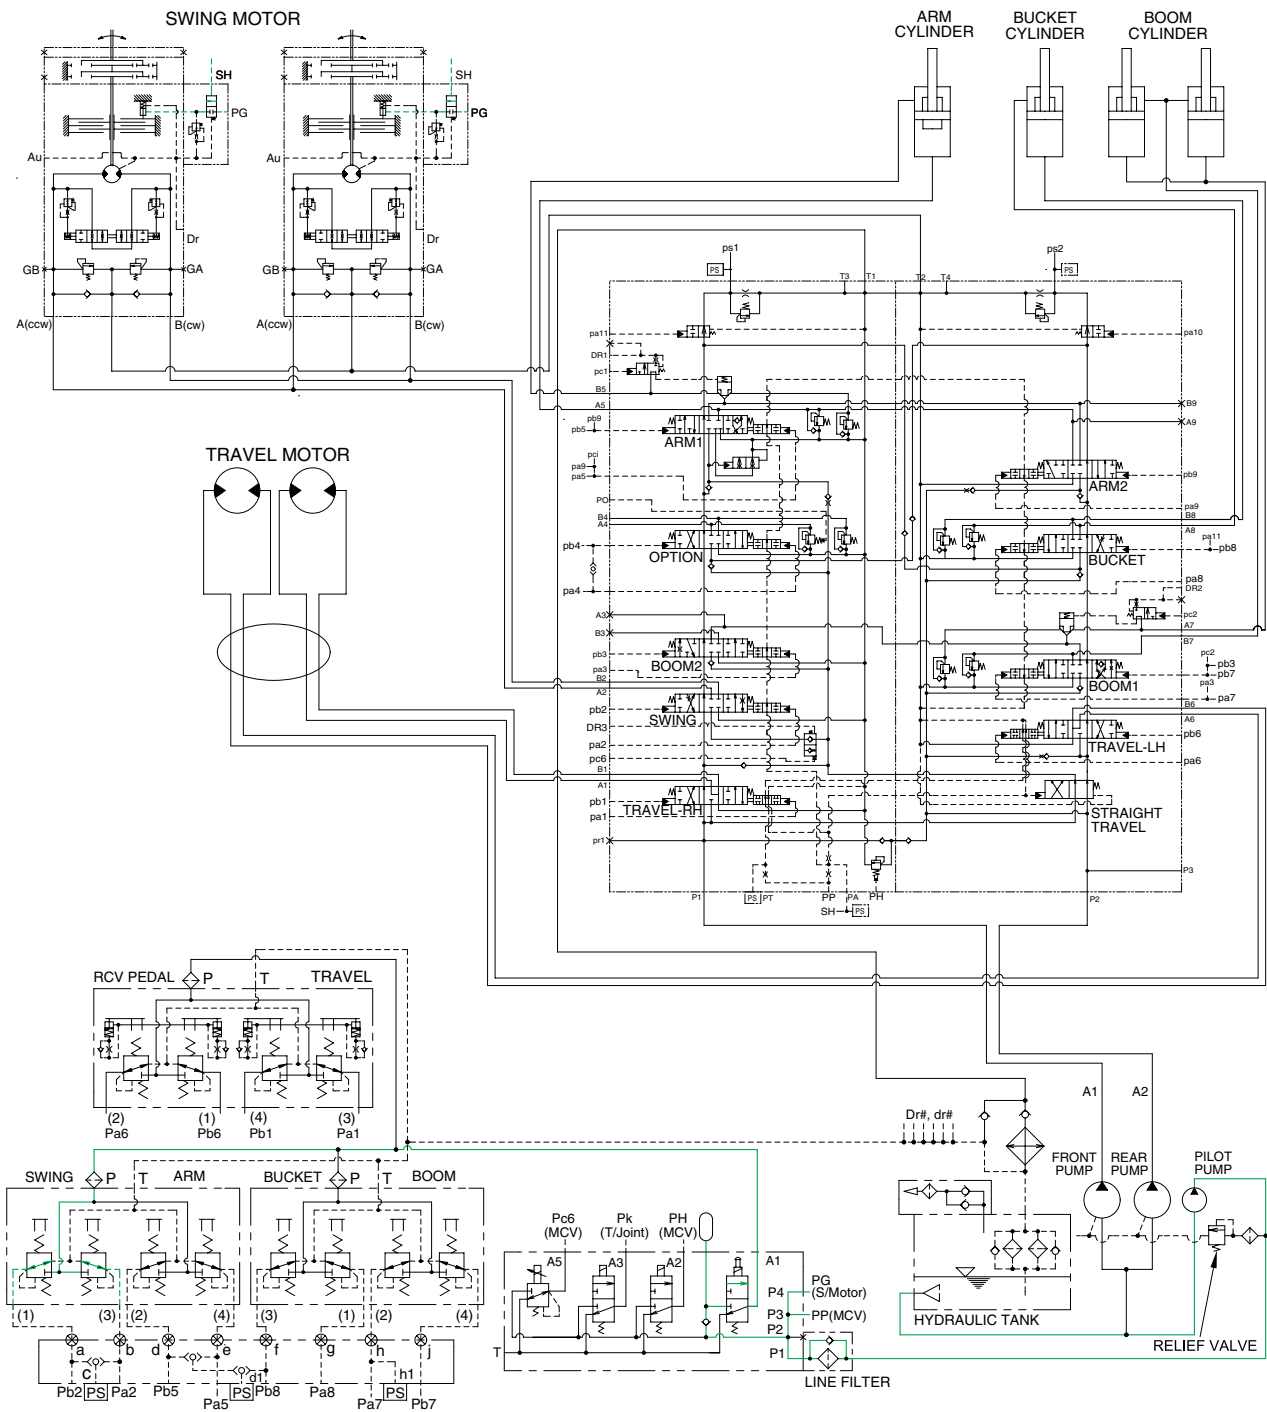 SWING MOTOR
ARM
CYLINDER
BUCKET
CYLINDER
BOOM
CYLINDER
SH
SH
PG
PG
Au
Au
Dr
Dr
GB
GA
GB
GA
A(ccw)
B(cw)
A(ccw)
B(cw)
ps1
ps2
PS
PS
T3
T1
T2
T4
pa11
pa10
DR1
pc1
B5
A5
B9
A9
pb9
pb5
ARM1
pci
pa9
pa5
ARM2
pb9
PO
pa9
B4
A4
B8
A8
pb4
OPTION
BUCKET
pa11
pb8
pa4
pa8
DR2
A3
pc2
A7
B3
B7
pb3
BOOM2
pc2
pb3
pb7
BOOM1
pa3
B2
pa3
A2
pa7
pb2
SWING
B6
DR3
A6
pa2
TRAVEL-LH
pb6
pc6
pa6
B1
A1
pb1
TRAVEL-RH
STRAIGHT
TRAVEL
pa1
pr1
P3
P1
PS
PT
PP
PA
PH
P2
SH
PS
TRAVEL MOTOR
RCV PEDAL
P
T
TRAVEL
(2)
(1)
(4)
(3)
Pa6
Pb6
Pb1
Pa1
SWING
P
T
ARM
BUCKET
P
T
BOOM
(1)
(3)
(2)
(4)
(3)
(1)
(2)
(4)
a
b
d
e
f
g
h
j
c
d1
h1
Pb2
PS
Pa2
Pb5
Pa5
PS
Pb8
Pa8
Pa7
PS
Pb7
Pc6
(MCV)
Pk
(T/Joint)
PH
(MCV)
A5
A3
A2
A1
T
P4
PG
(S/Motor)
P3
PP(MCV)
P2
P1
LINE FILTER
Dr#, dr#
A1
A2
FRONT
PUMP
REAR
PUMP
PILOT
PUMP
HYDRAULIC TANK
RELIEF VALVE